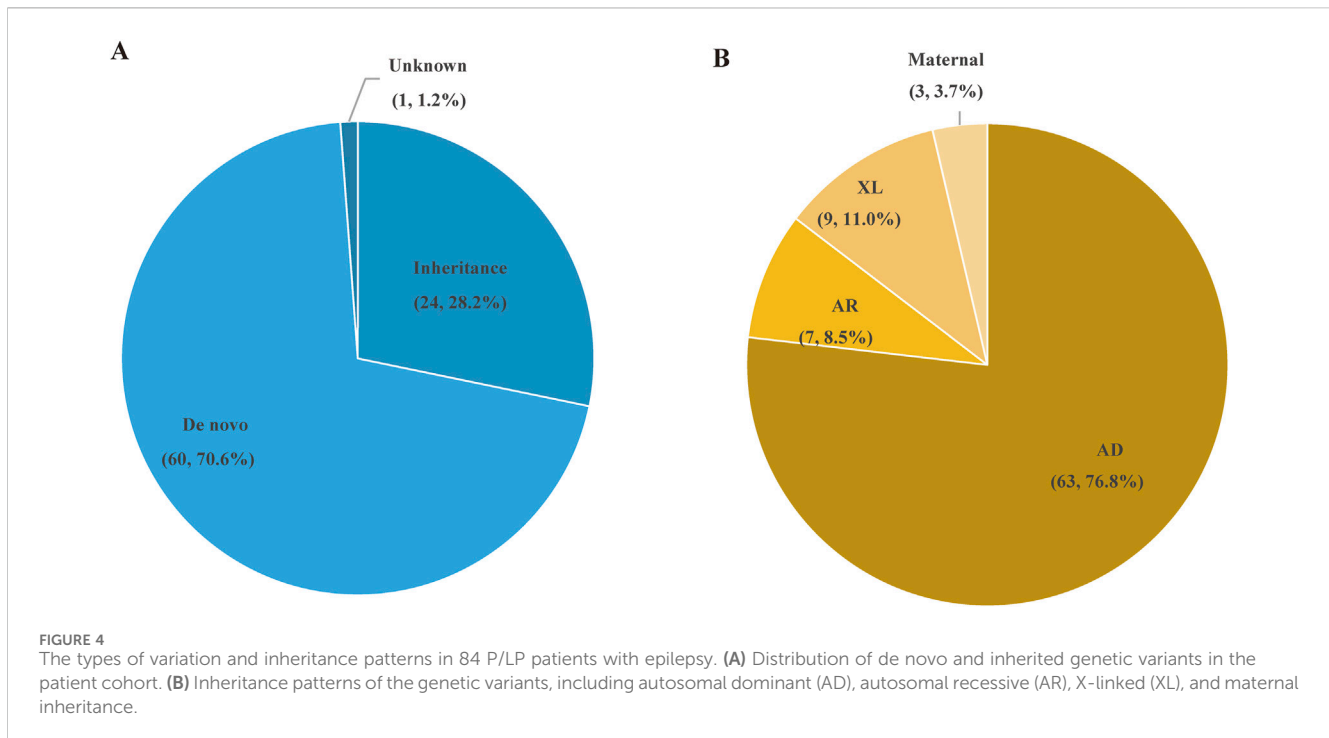 A
Unknown
(1, 1.2%)
Inheritance
(24, 28.2%)
De novo
(60, 70.6%)
B
Maternal
(3, 3.7%)
XL
(9, 11.0%)
AR
(7, 8.5%)
AD
(63, 76.8%)
FIGURE 4
The types of variation and inheritance patterns in 84 P/LP patients with epilepsy. (A) Distribution of de novo and inherited genetic variants in the
patient cohort. (B) Inheritance patterns of the genetic variants, including autosomal dominant (AD), autosomal recessive (AR), X-linked (XL), and maternal
inheritance.